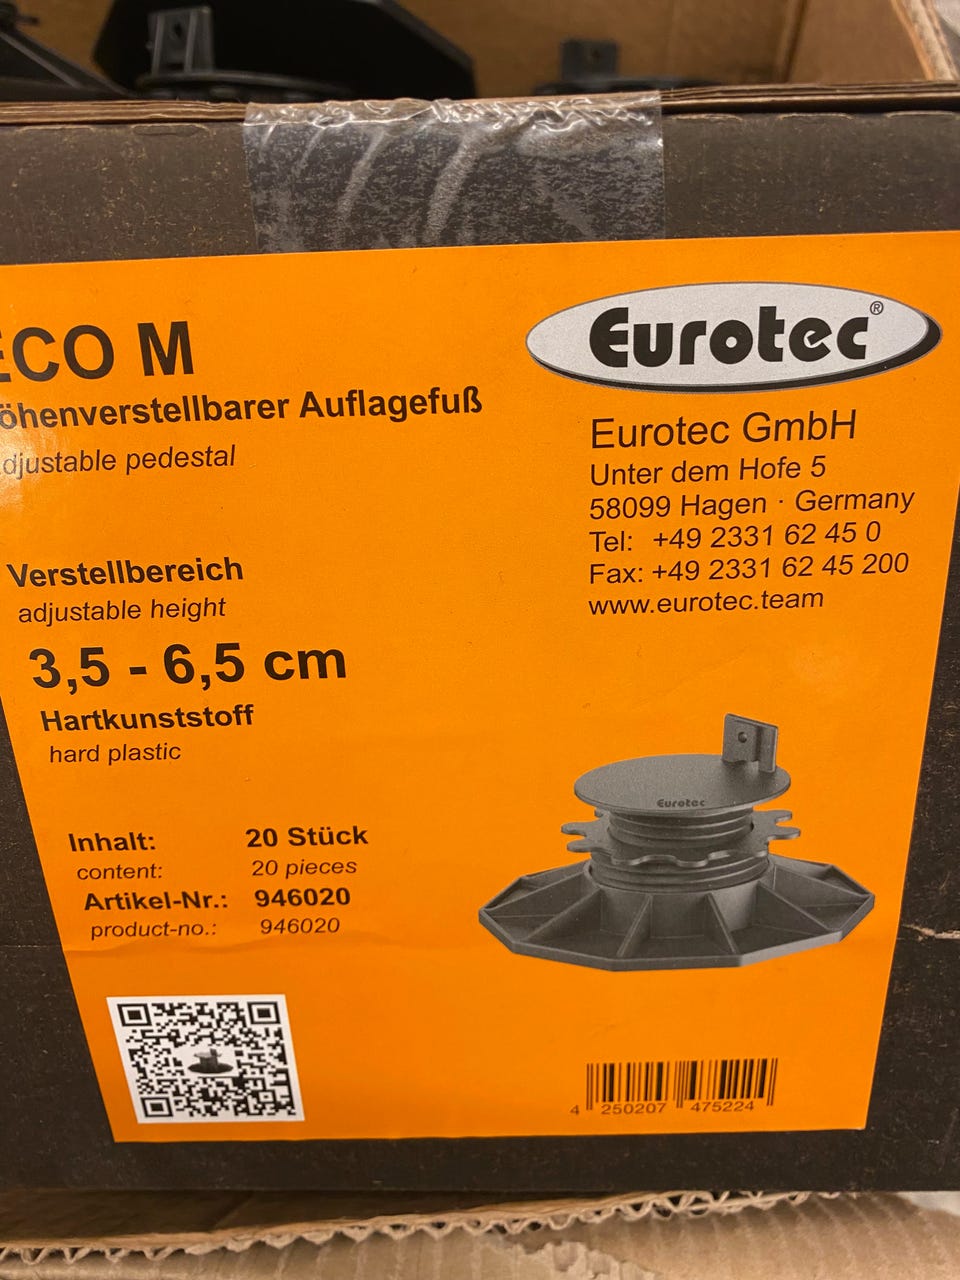 ECO M
öhenverstellbarer Auflagefuß
djustable pedestal
Verstellbereich
adjustable height
3,5 - 6,5 cm
Hartkunststoff
hard plastic
Inhalt: 20 Stück
content: 20 pieces
Artikel-Nr.: 946020
product-no.: 946020
Eurotec®
Eurotec GmbH
Unter dem Hofe 5
58099 Hagen · Germany
Tel: +49 2331 62 45 0
Fax: +49 2331 62 45 200
www.eurotec.team
Eurotec
4 250207 475224